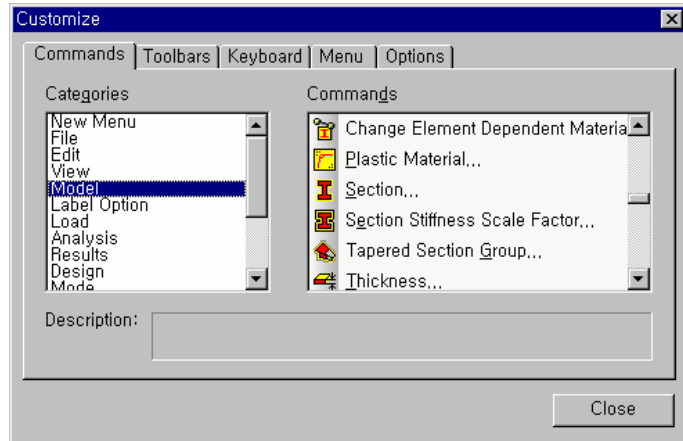 Customize
Commands Toolbars Keyboard Menu Options
Categories
Commands
New Menu
File
Edit
View
Model
Label Option
Load
Analysis
Results
Design
Mode
Change Element Dependent Materia
Plastic Material...
Section...
Section Stiffness Scale Factor...
Tapered Section Group...
Thickness...
Description:
Close